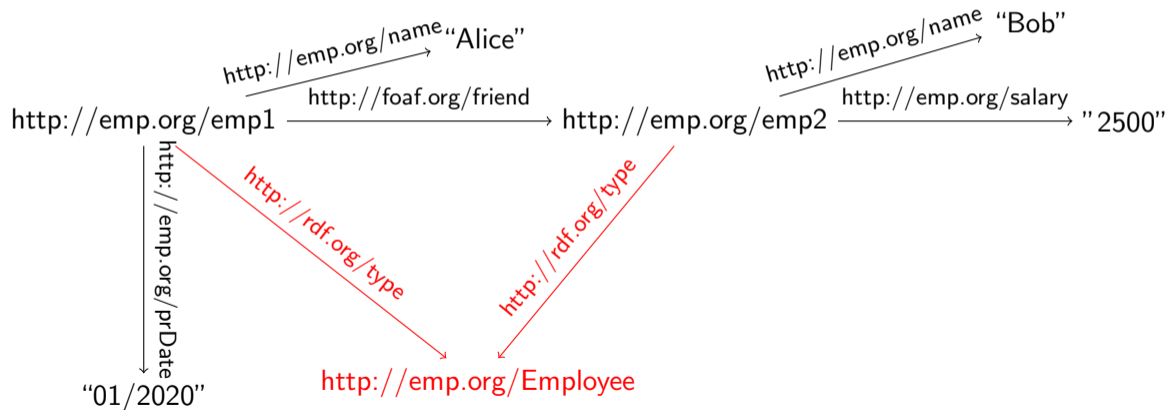 http://emp.org/name
“Alice”
http://emp.org/name
“Bob”
http://foaf.org/friend
http://emp.org/salary
http://emp.org/emp1
http://emp.org/emp2
”2500”
http://emp.org/prDate
http://rdf.org/type
http://rdf.org/type
“01/2020”
http://emp.org/Employee